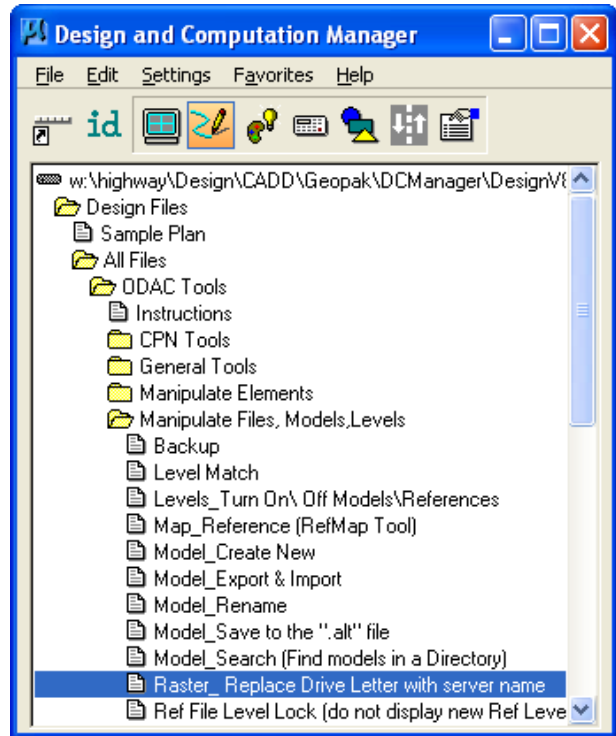 Design and Computation Manager
File Edit Settings Favorites Help
id
w:\highway\Design\CADD\Geopak\DCManager\DesignV8
Design Files
Sample Plan
All Files
ODAC Tools
Instructions
CPN Tools
General Tools
Manipulate Elements
Manipulate Files, Models,Levels
Backup
Level Match
Levels_Turn On\ Off Models\References
Map_Reference (RefMap Tool)
Model_Create New
Model_Export & Import
Model_Rename
Model_Save to the ".alt" file
Model_Search (Find models in a Directory)
Raster_ Replace Drive Letter with server name
Ref File Level Lock (do not display new Ref Leve